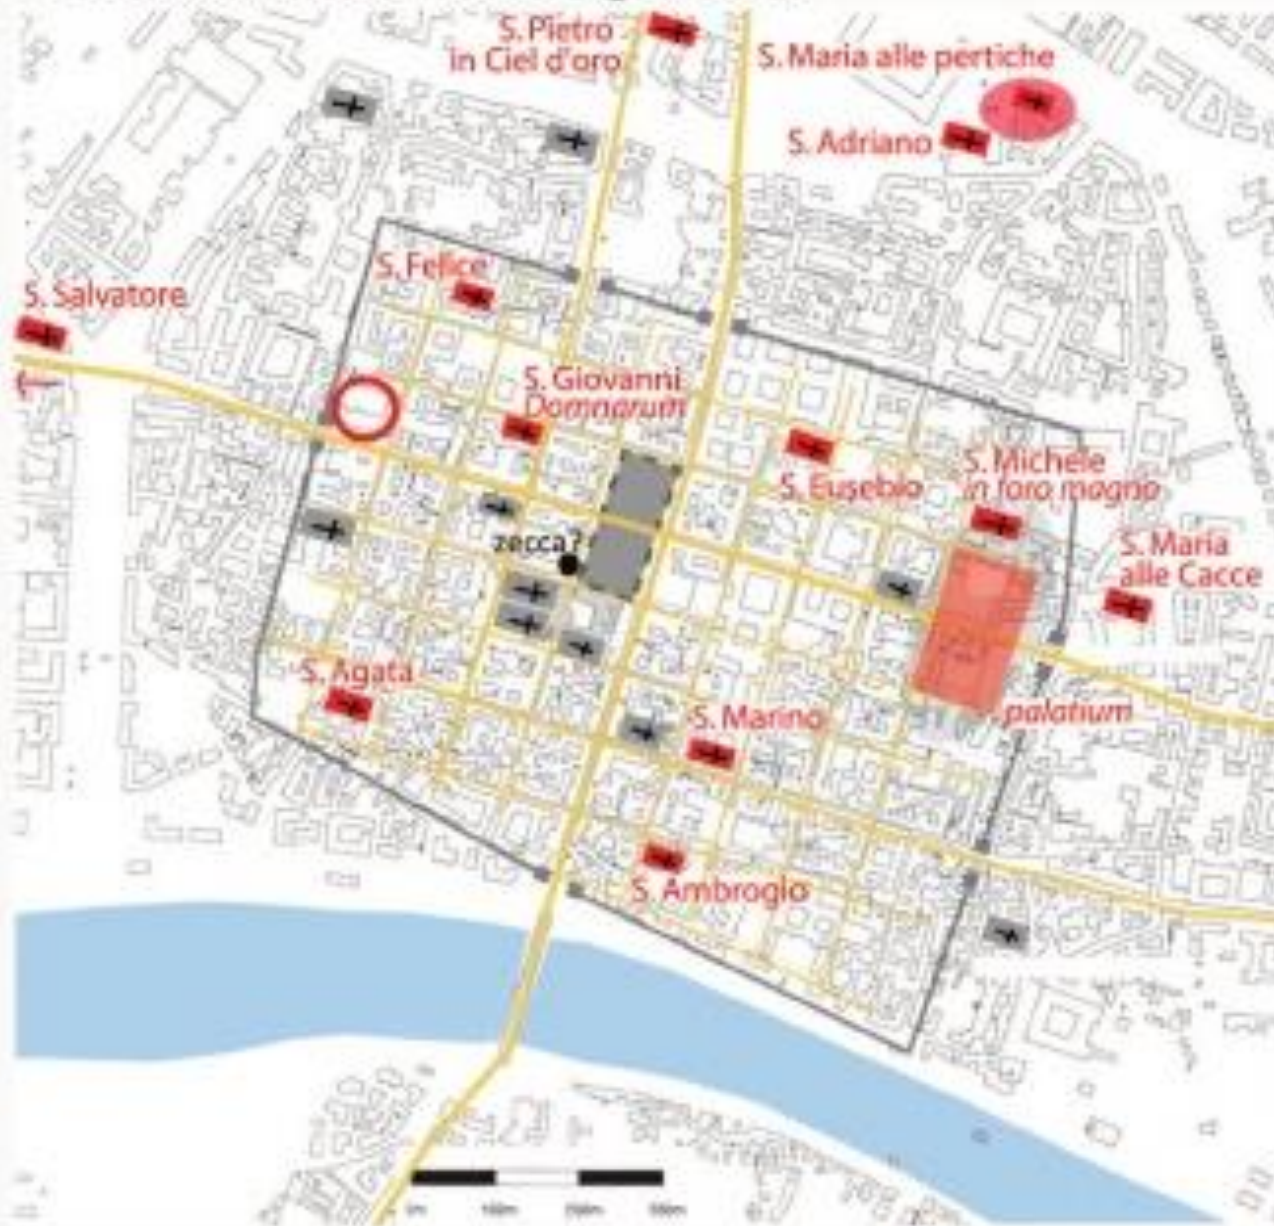 S. Pietro
in Ciel d'oro
S. Maria alle pertiche
S. Adriano
S. Felice
S. Salvatore
S. Giovanni
Domnarum
S. Eusebio
S. Michele
in foro magno
zecca?
S. Maria
alle Cacce
S. Agata
S. Marino
palatium
S. Ambrogio